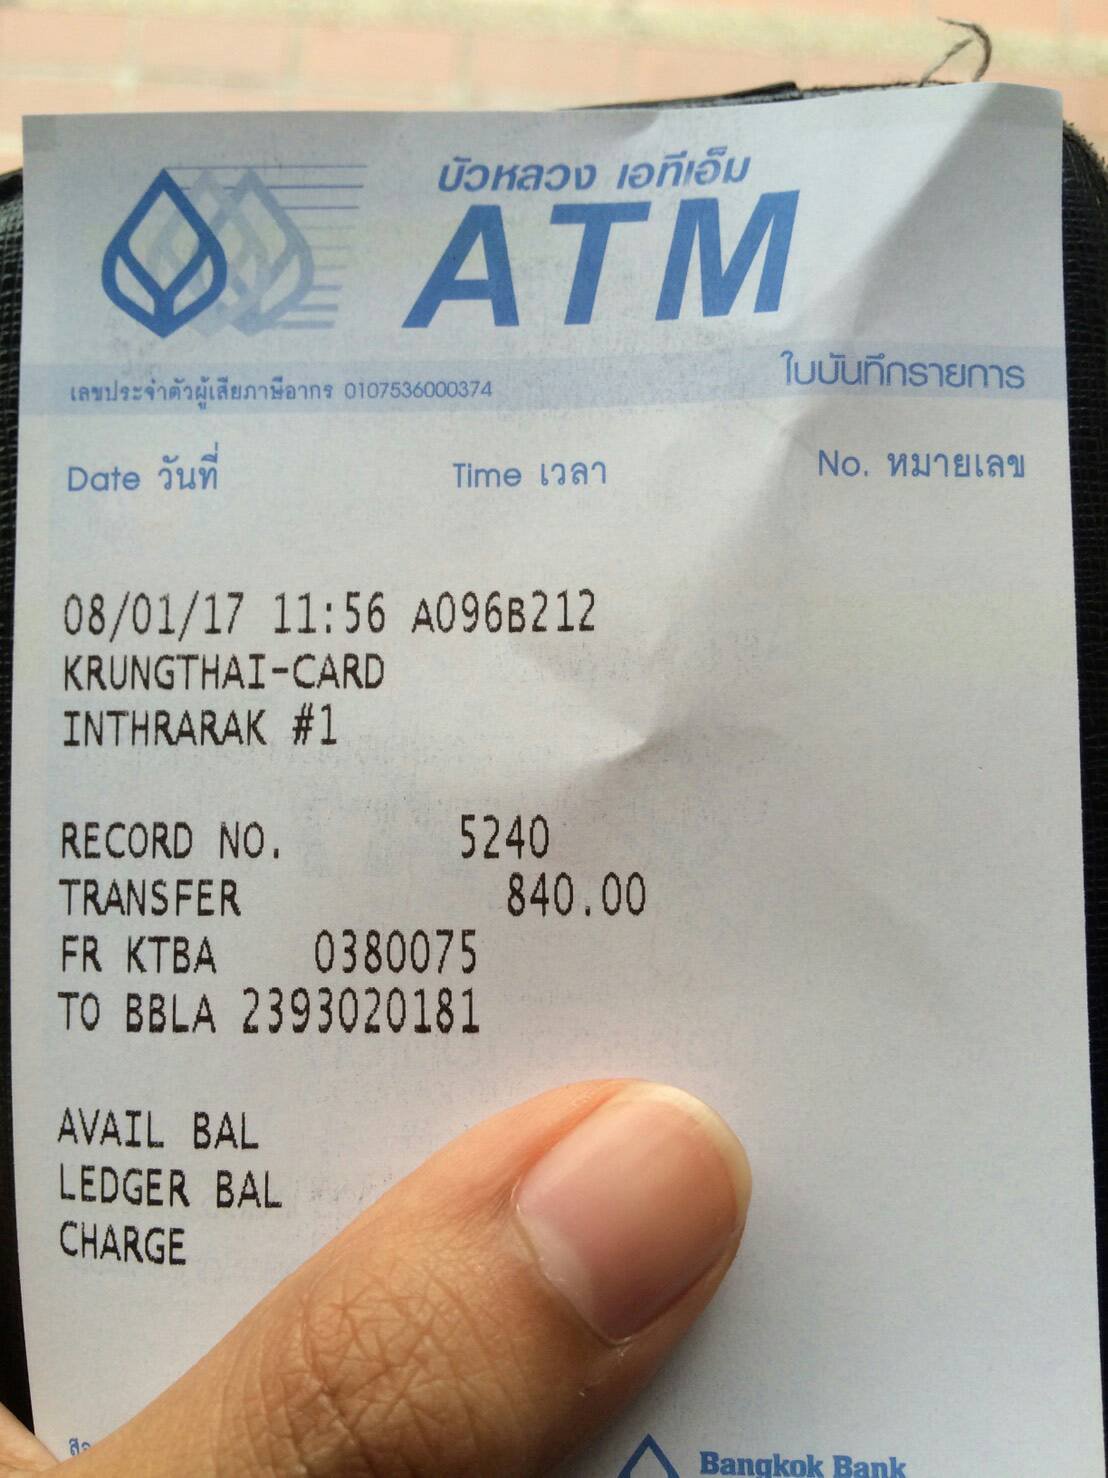 บัวหลวง เอทีเอ็ม
ATM
ใบบันทึกรายการ
เลขประจำตัวผู้เสียภาษีอากร 0107536000374
Date วันที่ Time เวลา No. หมายเลข
08/01/17 11:56 A096B212
KRUNGTHAI-CARD
INTHRARAK #1
RECORD NO. 5240
TRANSFER 840.00
FR KTBA 0380075
TO BBLA 2393020181
AVAIL BAL
LEDGER BAL
CHARGE
Bangkok Bank